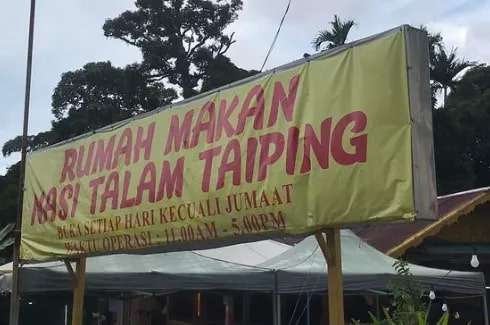 RUMAH MAKAN
NASI TALAM TAIPING
BUKA SETIAP HARI KECUALI JUMAAT
WAKTU OPERASI : 11.00AM - 5.00PM